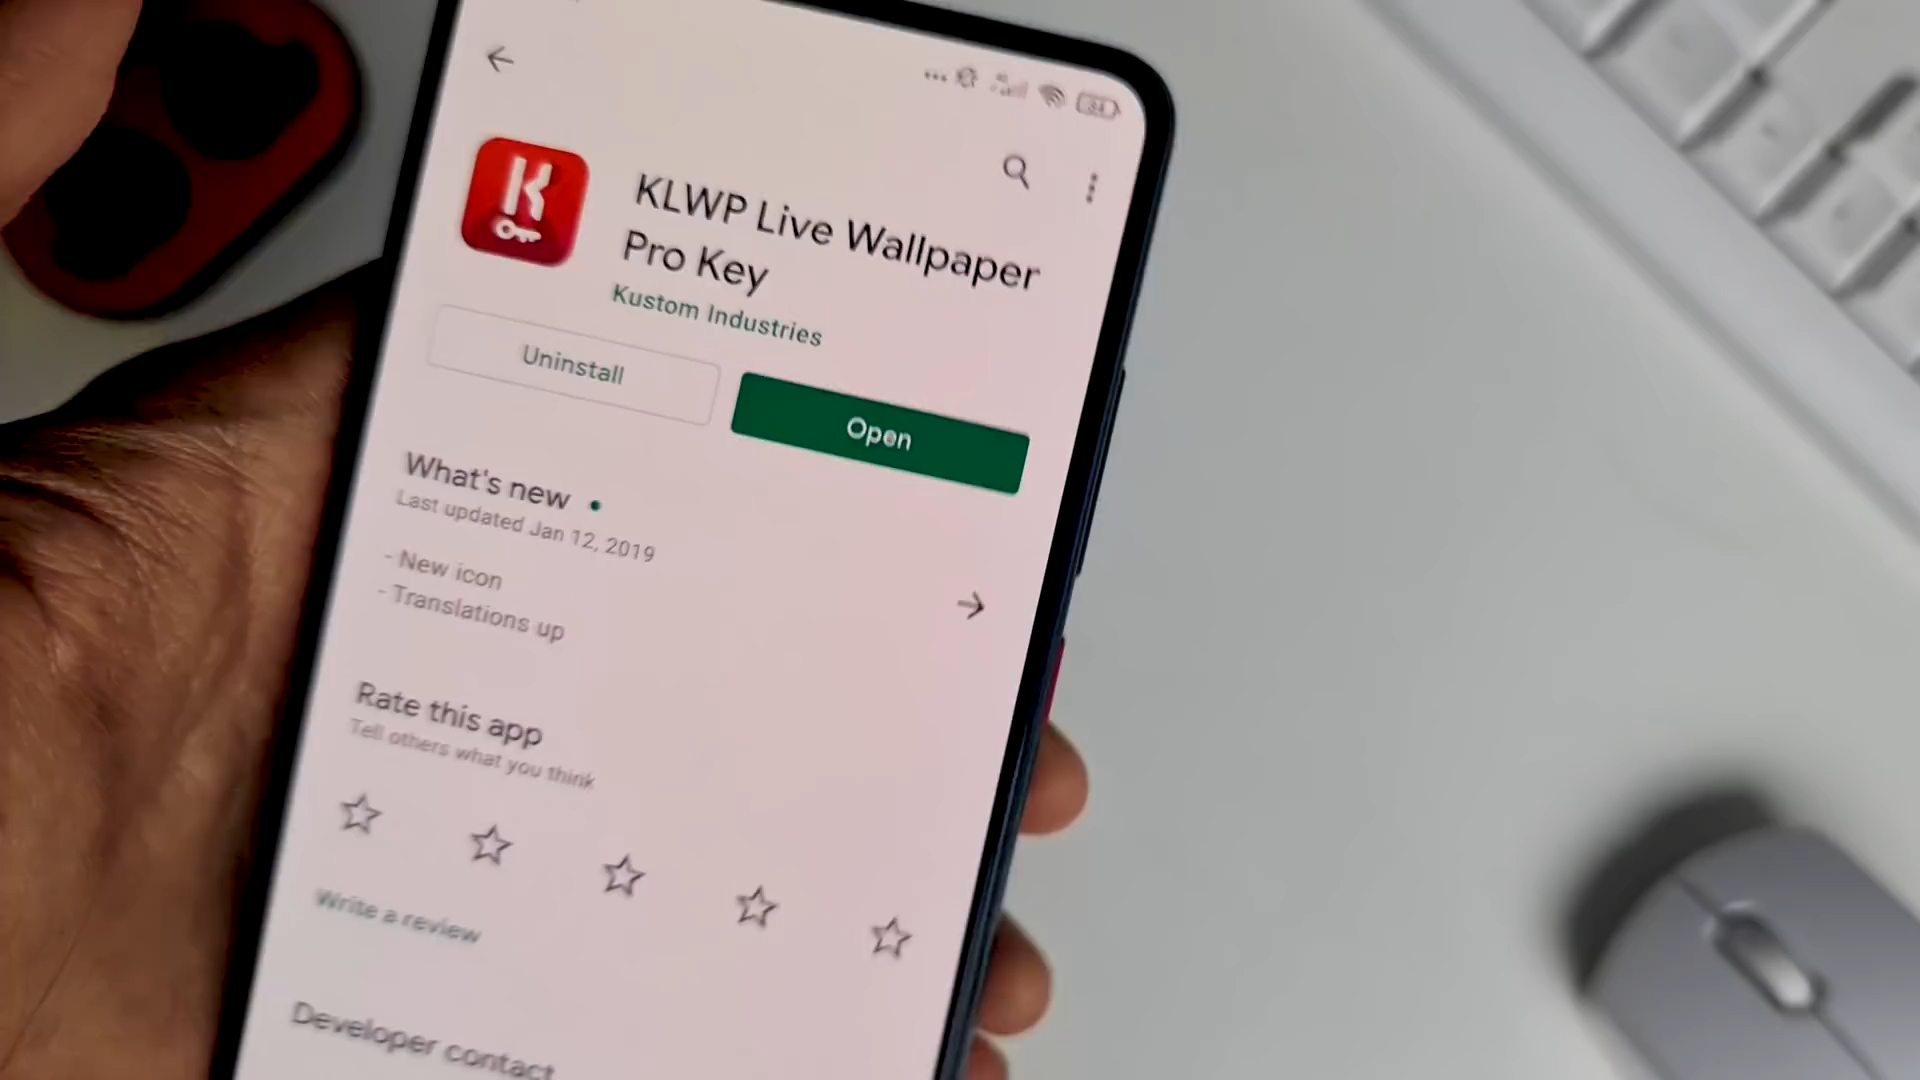 84
KLWP Live Wallpaper
Pro Key
Kustom Industries
Uninstall
Open
What's new
Last updated Jan 12, 2019
- New icon
- Translations up
Rate this app
Tell others what you think
Write a review
Developer contact